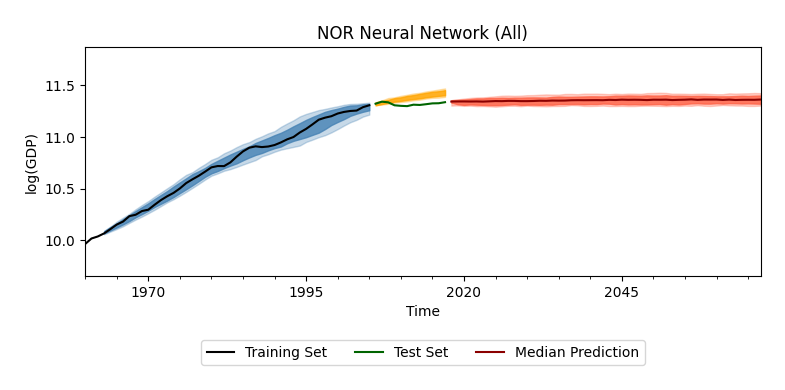 NOR Neural Network (All)
log(GDP)
11.5
11.0
10.5
10.0
1970 1995 2020 2045
Time
Training Set Test Set Median Prediction